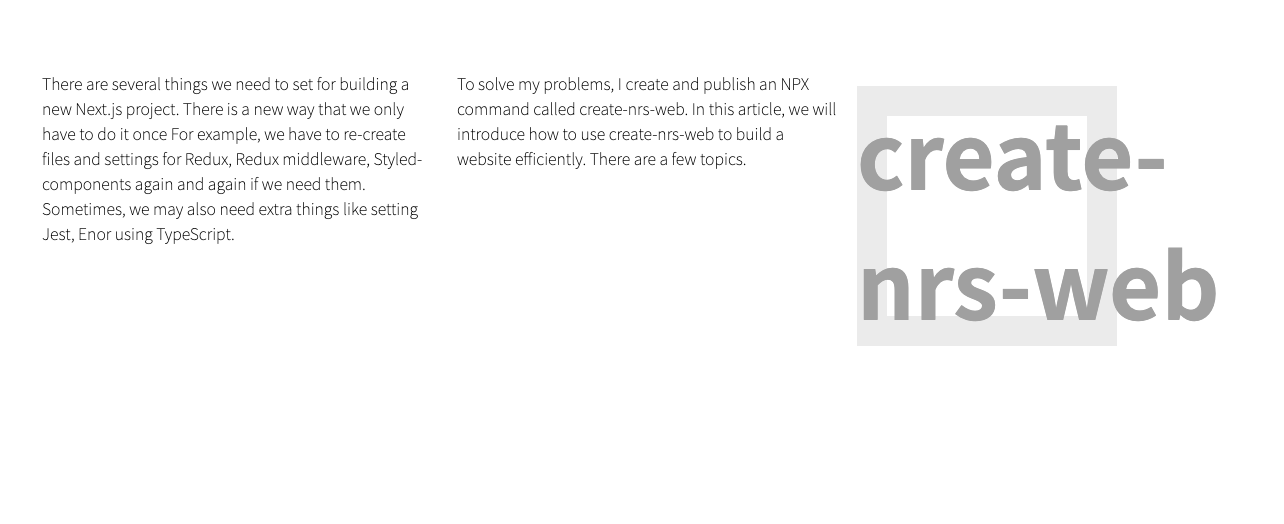 There are several things we need to set for building a
new Next.js project. There is a new way that we only
have to do it once For example, we have to re-create
files and settings for Redux, Redux middleware, Styled-
components again and again if we need them.
Sometimes, we may also need extra things like setting
Jest, Enor using TypeScript.
To solve my problems, I create and publish an NPX
command called create-nrs-web. In this article, we will
introduce how to use create-nrs-web to build a
website efficiently. There are a few topics.
create-
nrs-web